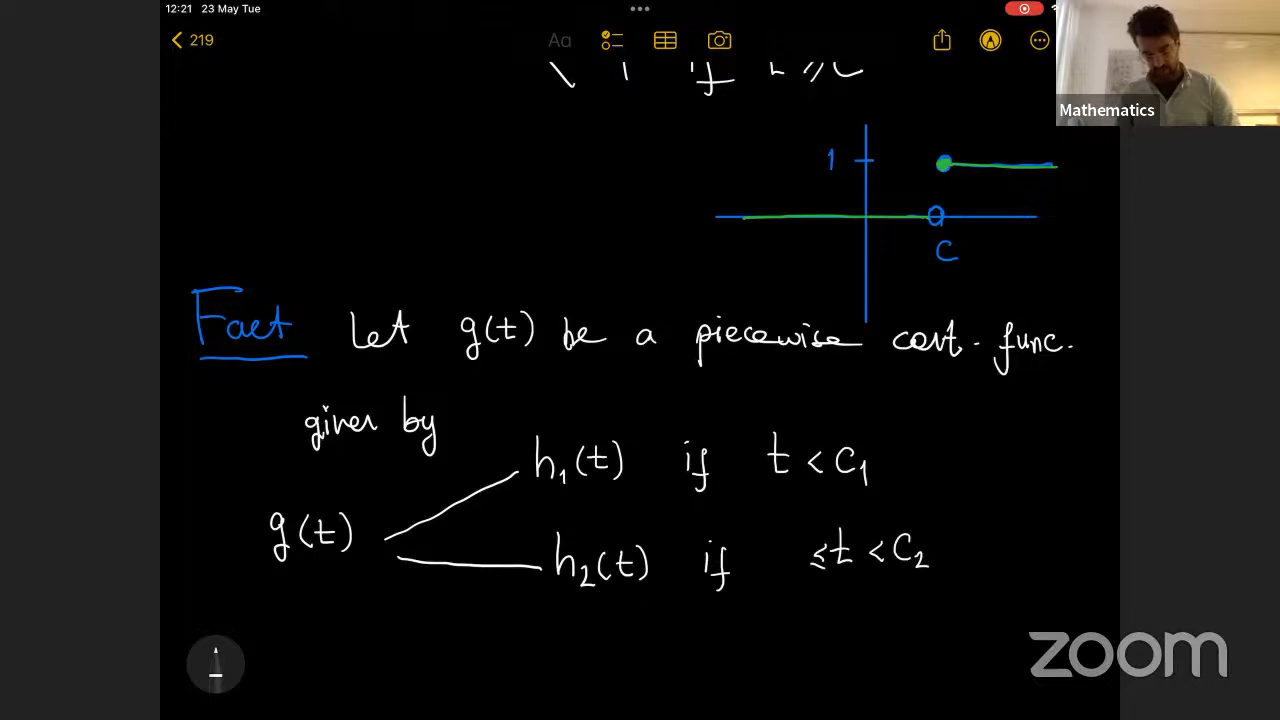 12:21 23 May Tue
219
Aa
Mathematics
1
C
Fact Let g(t) be a piecewise cont. func.
given by
h₁(t) if t < c₁
g(t)
h₂(t) if ≤ t < c₂
zoom